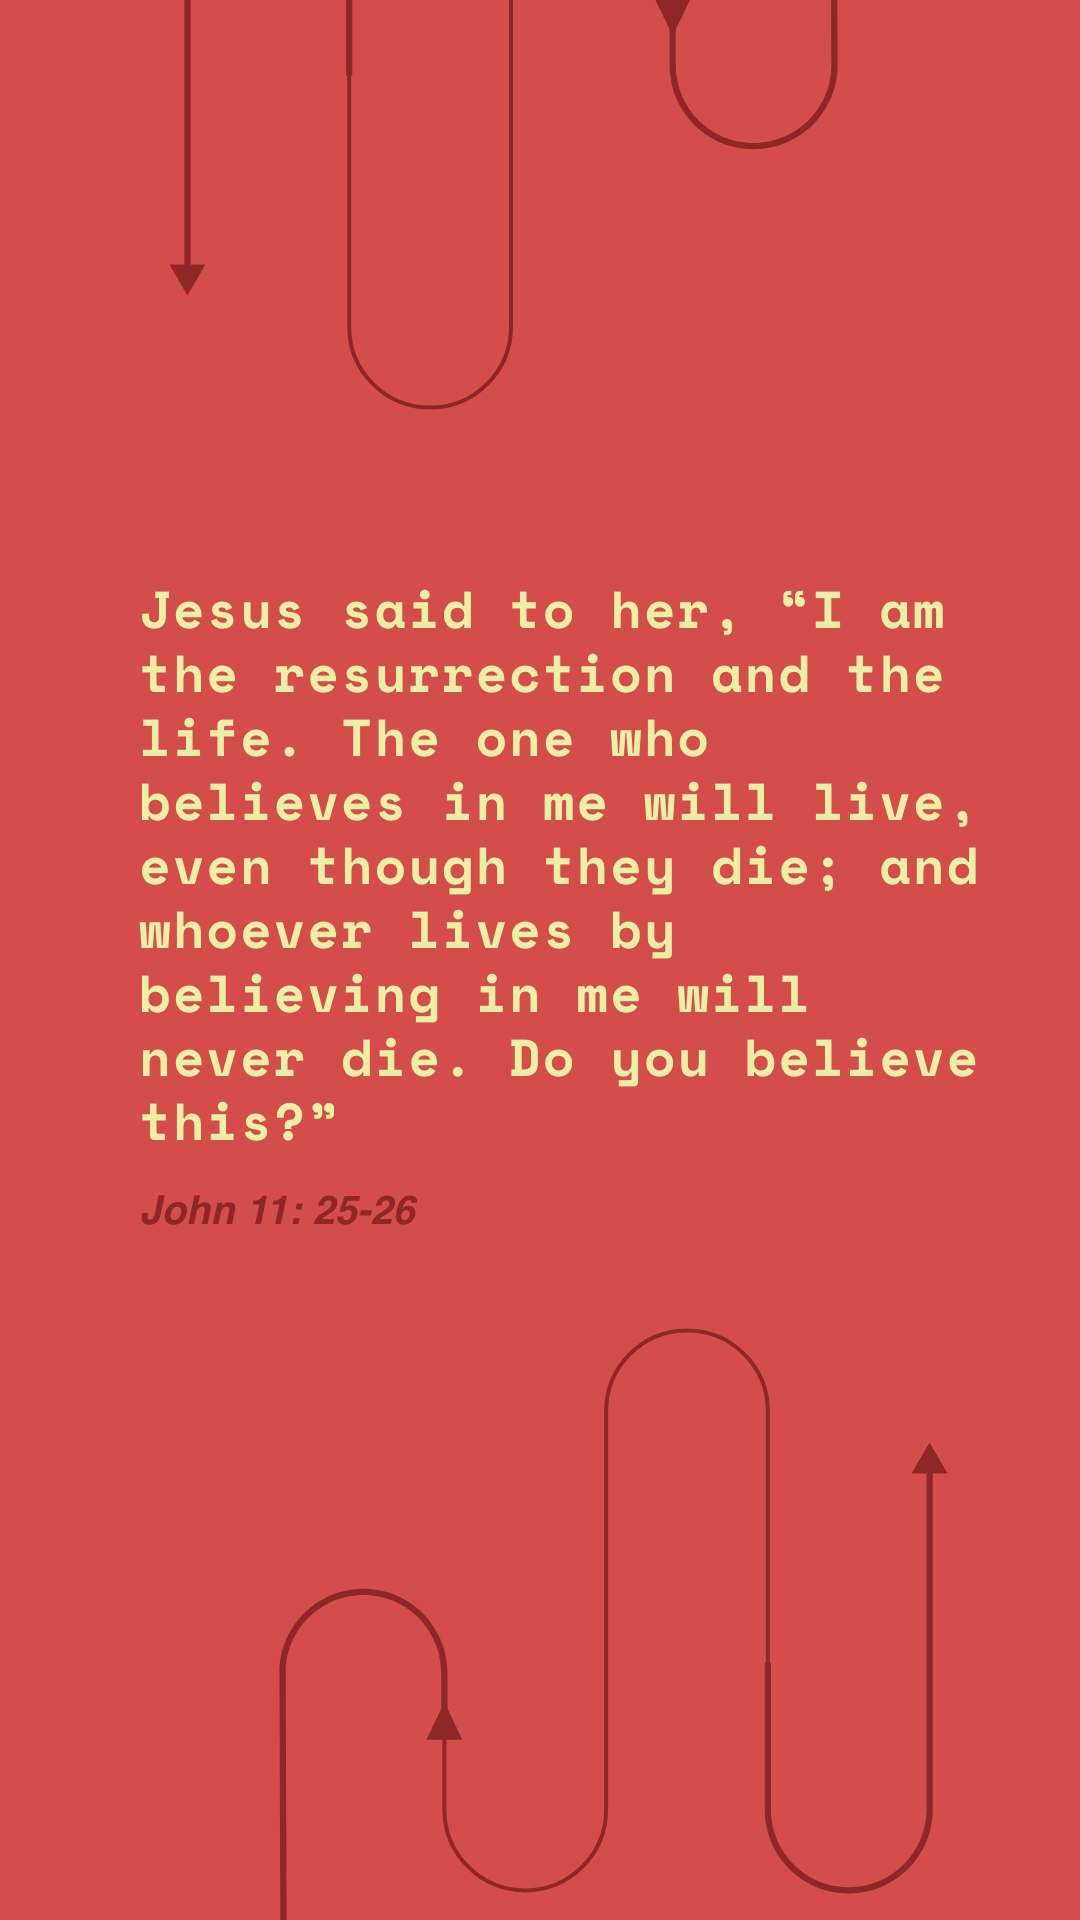 Jesus said to her, “I am
the resurrection and the
life. The one who
believes in me will live,
even though they die; and
whoever lives by
believing in me will
never die. Do you believe
this?”
John 11: 25-26